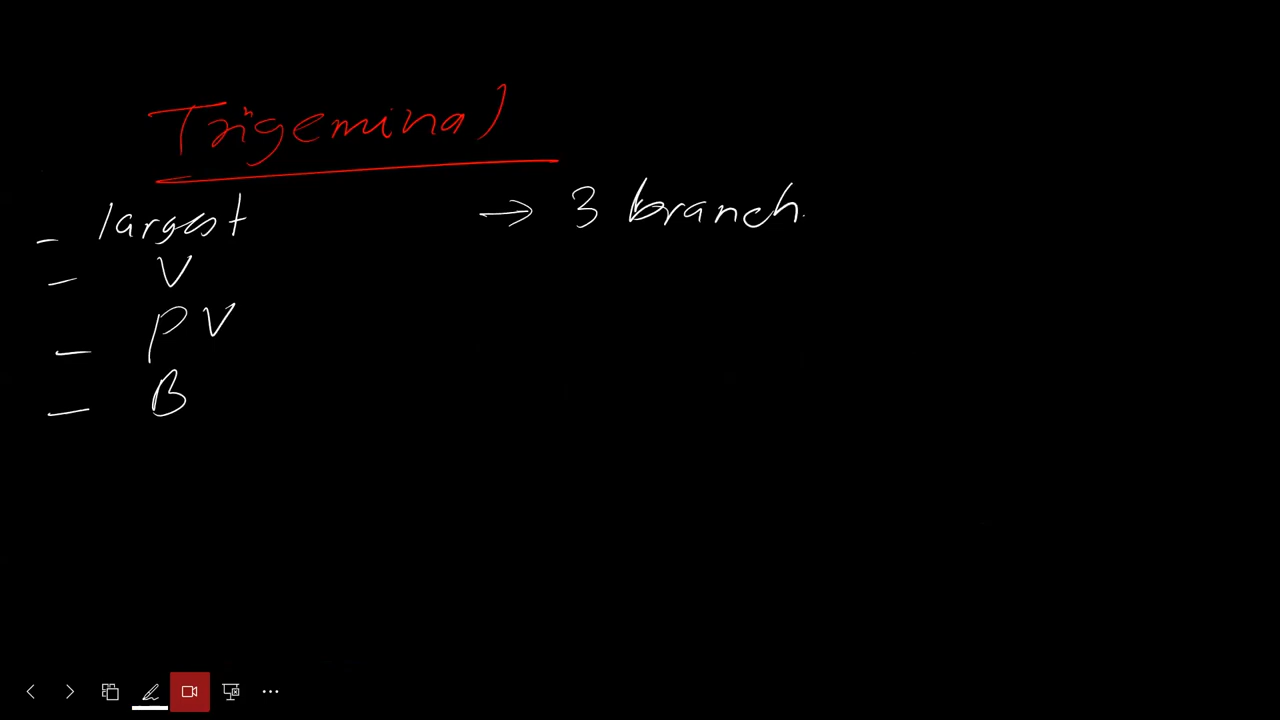 Trigeminal
- largest → 3 branch.
- V
- PV
- B